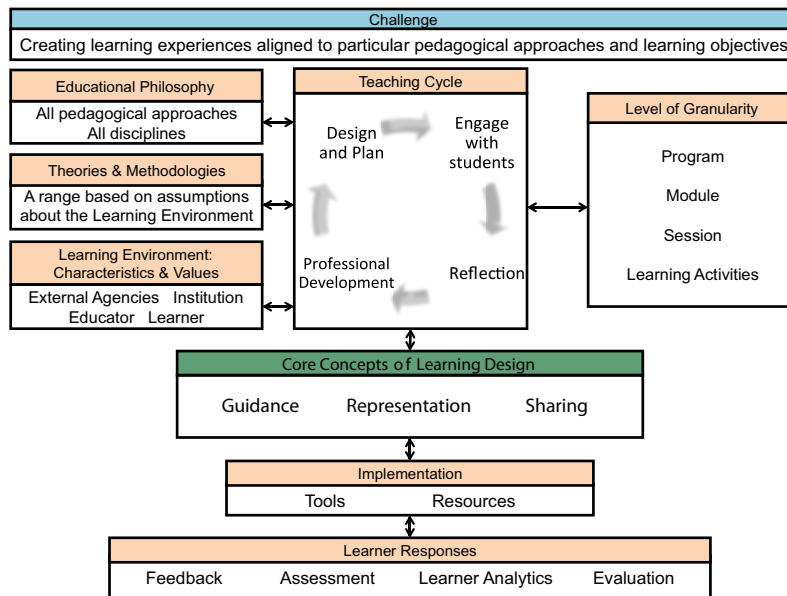 Challenge
Creating learning experiences aligned to particular pedagogical approaches and learning objectives
Educational Philosophy
All pedagogical approaches
All disciplines
Theories & Methodologies
A range based on assumptions
about the Learning Environment
Learning Environment:
Characteristics & Values
External Agencies Institution
Educator Learner
Teaching Cycle
Design
and Plan
Engage
with
students
Reflection
Professional
Development
Level of Granularity
Program
Module
Session
Learning Activities
Core Concepts of Learning Design
Guidance Representation Sharing
Implementation
Tools Resources
Learner Responses
Feedback Assessment Learner Analytics Evaluation